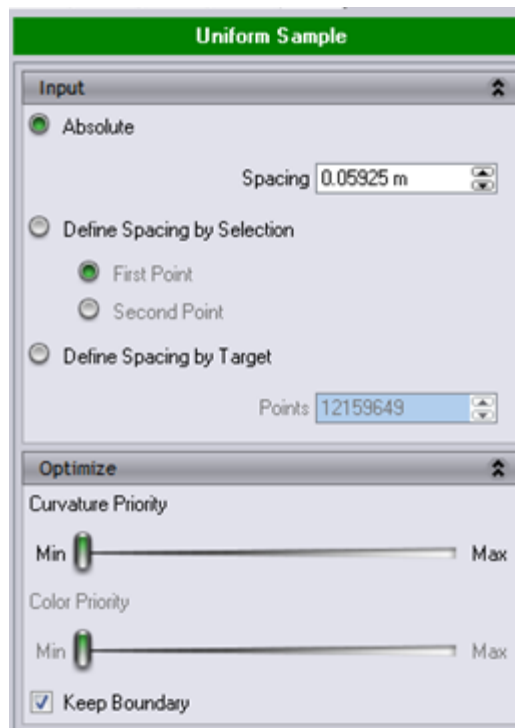 Uniform Sample
Input
Absolute
Spacing 0.05925 m
Define Spacing by Selection
First Point
Second Point
Define Spacing by Target
Points 12159649
Optimize
Curvature Priority
Min Max
Color Priority
Min Max
Keep Boundary